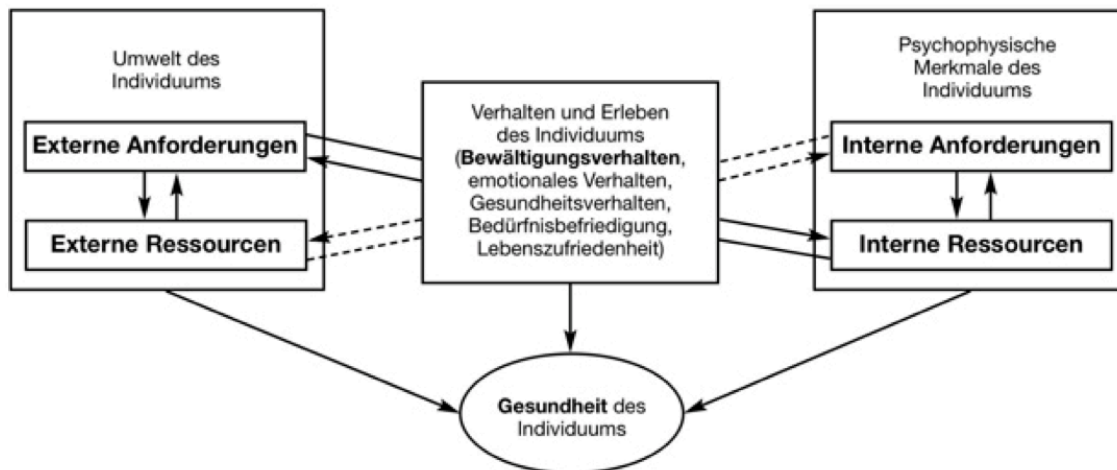 Umwelt des
Individuums
Externe Anforderungen
Externe Ressourcen
Verhalten und Erleben
des Individuums
(Bewältigungsverhalten,
emotionales Verhalten,
Gesundheitsverhalten,
Bedürfnisbefriedigung,
Lebenszufriedenheit)
Psychophysische
Merkmale des
Individuums
Interne Anforderungen
Interne Ressourcen
Gesundheit des
Individuums